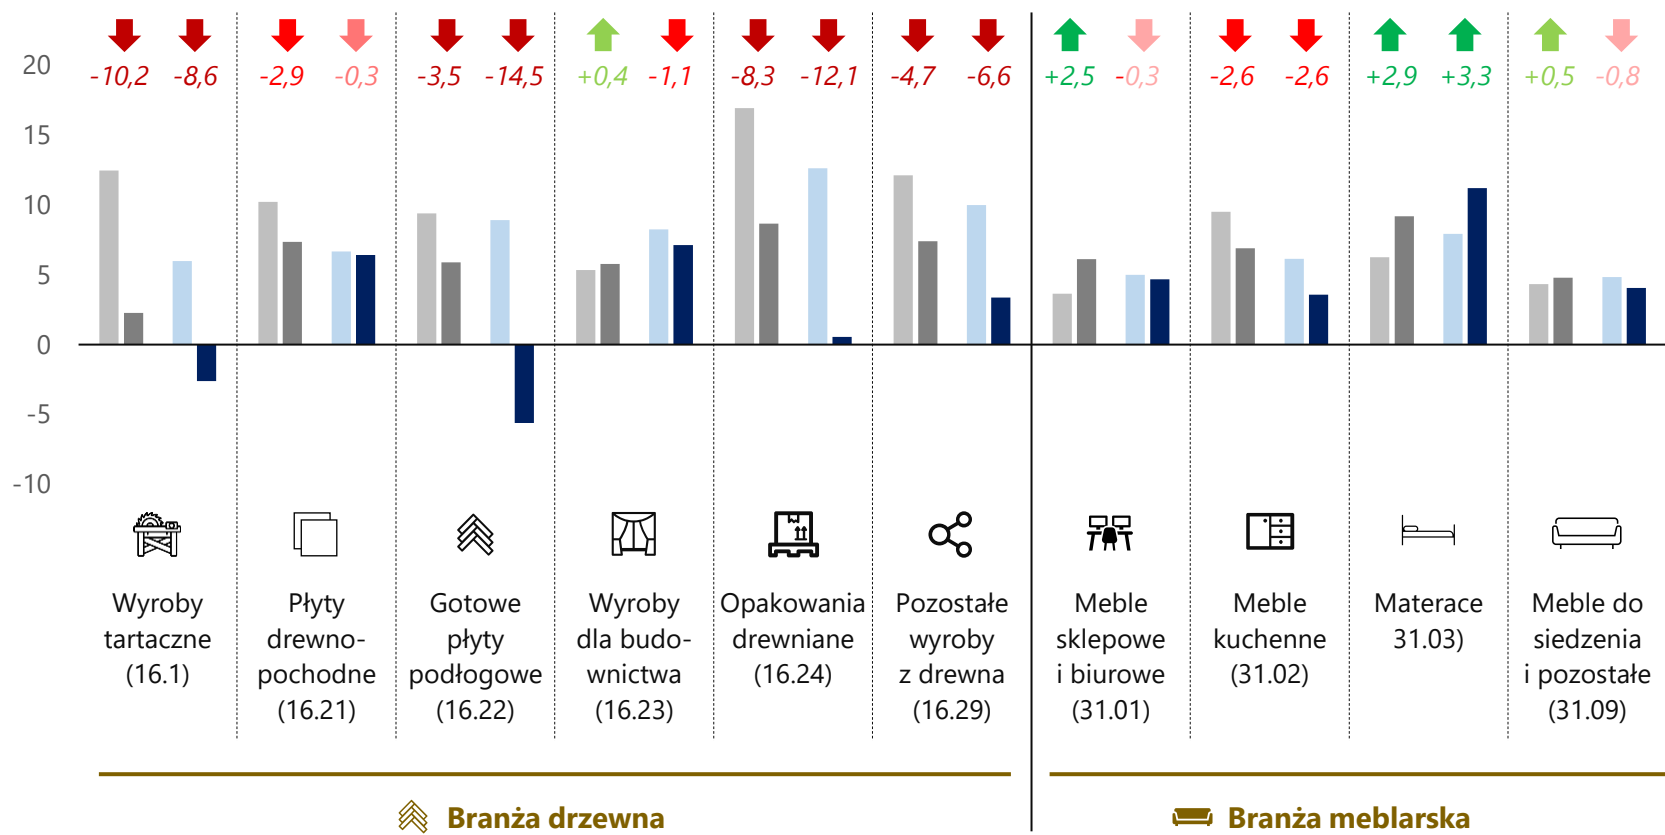 -10,2 -8,6 -2,9 -0,3 -3,5 -14,5 +0,4 -1,1 -8,3 -12,1 -4,7 -6,6 +2,5 -0,3 -2,6 -2,6 +2,9 +3,3 +0,5 -0,8
20
15
10
5
0
-5
-10
Wyroby
tartaczne
(16.1)
Płyty
drewno-
pochodne
(16.21)
Gotowe
płyty
podłogowe
(16.22)
Wyroby
dla budo-
wnictwa
(16.23)
Opakowania
drewniane
(16.24)
Pozostałe
wyroby
z drewna
(16.29)
Meble
sklepowe
i biurowe
(31.01)
Meble
kuchenne
(31.02)
Materace
31.03)
Meble do
siedzenia
i pozostałe
(31.09)
Branża drzewna
Branża meblarska